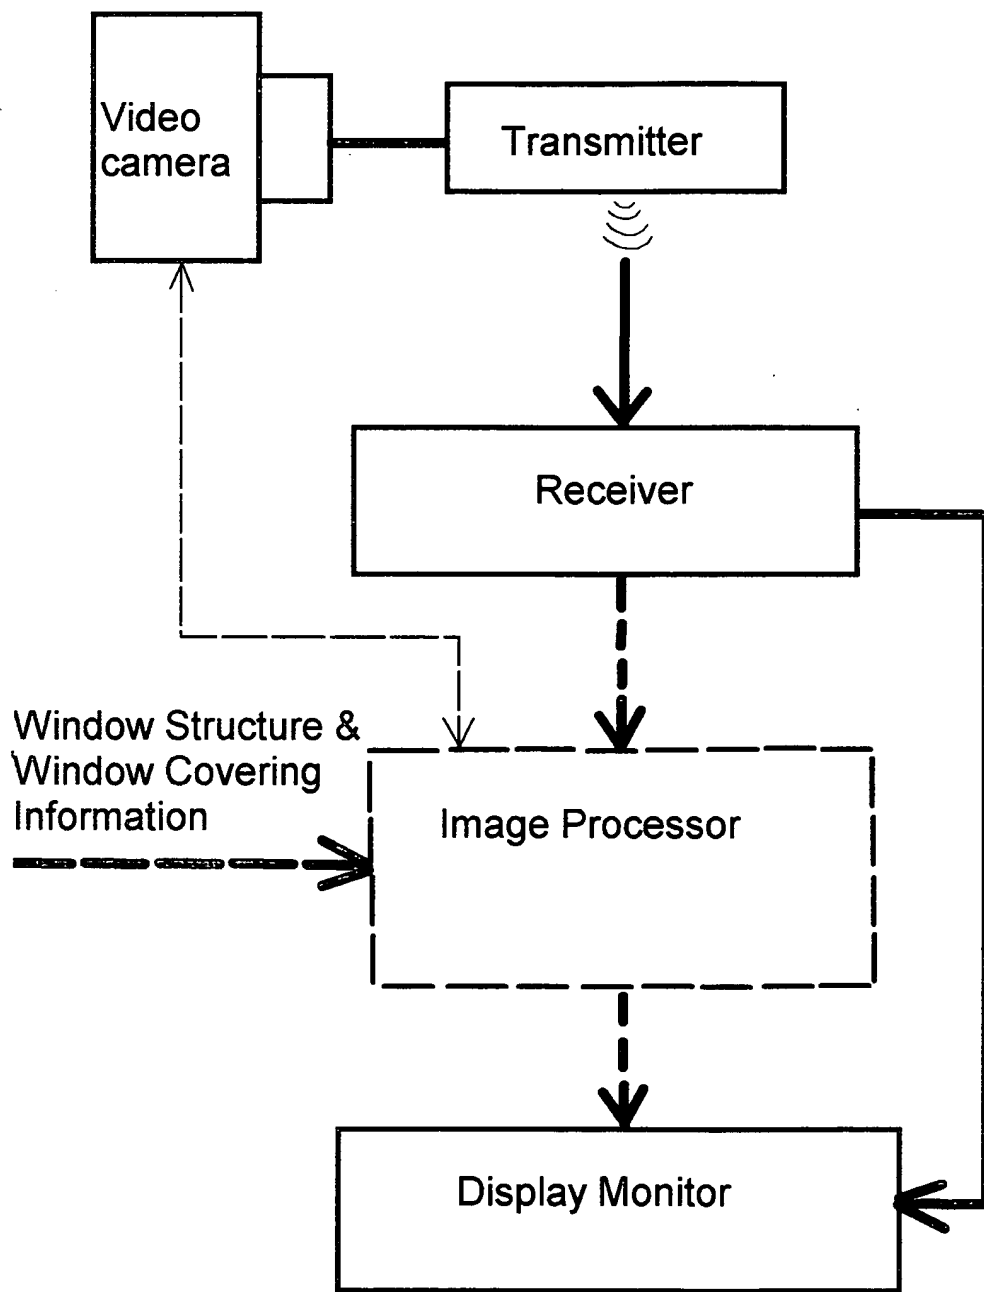 Video
camera
Transmitter
Receiver
Window Structure &
Window Covering
Information
Image Processor
Display Monitor